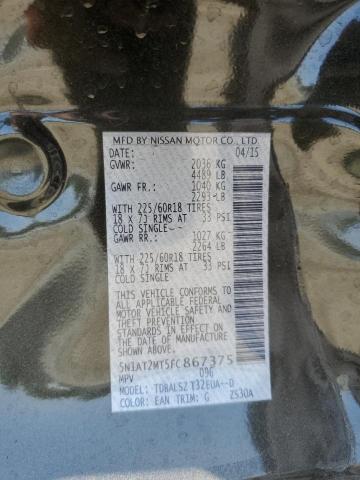 MFD BY NISSAN MOTOR CO., LTD.
DATE: 04/15
GVWR: 2036 KG
4489 LB
GAWR FR: 1040 KG
2293 LB
WITH 225/60R18 TIRES
18 X 7J RIMS AT 33 PSI
COLD SINGLE
GAWR RR: 1027 KG
2264 LB
WITH 225/60R18 TIRES
18 X 7J RIMS AT 33 PSI
COLD SINGLE
THIS VEHICLE CONFORMS TO
ALL APPLICABLE FEDERAL
MOTOR VEHICLE SAFETY AND
THEFT PREVENTION
STANDARDS IN EFFECT ON
THE DATE OF MANUFACTURE
SHOWN ABOVE.
5N1AT2MT5FC867375
MPV 096
MODEL:
COLOR: EAN TRIM: G ZS30A